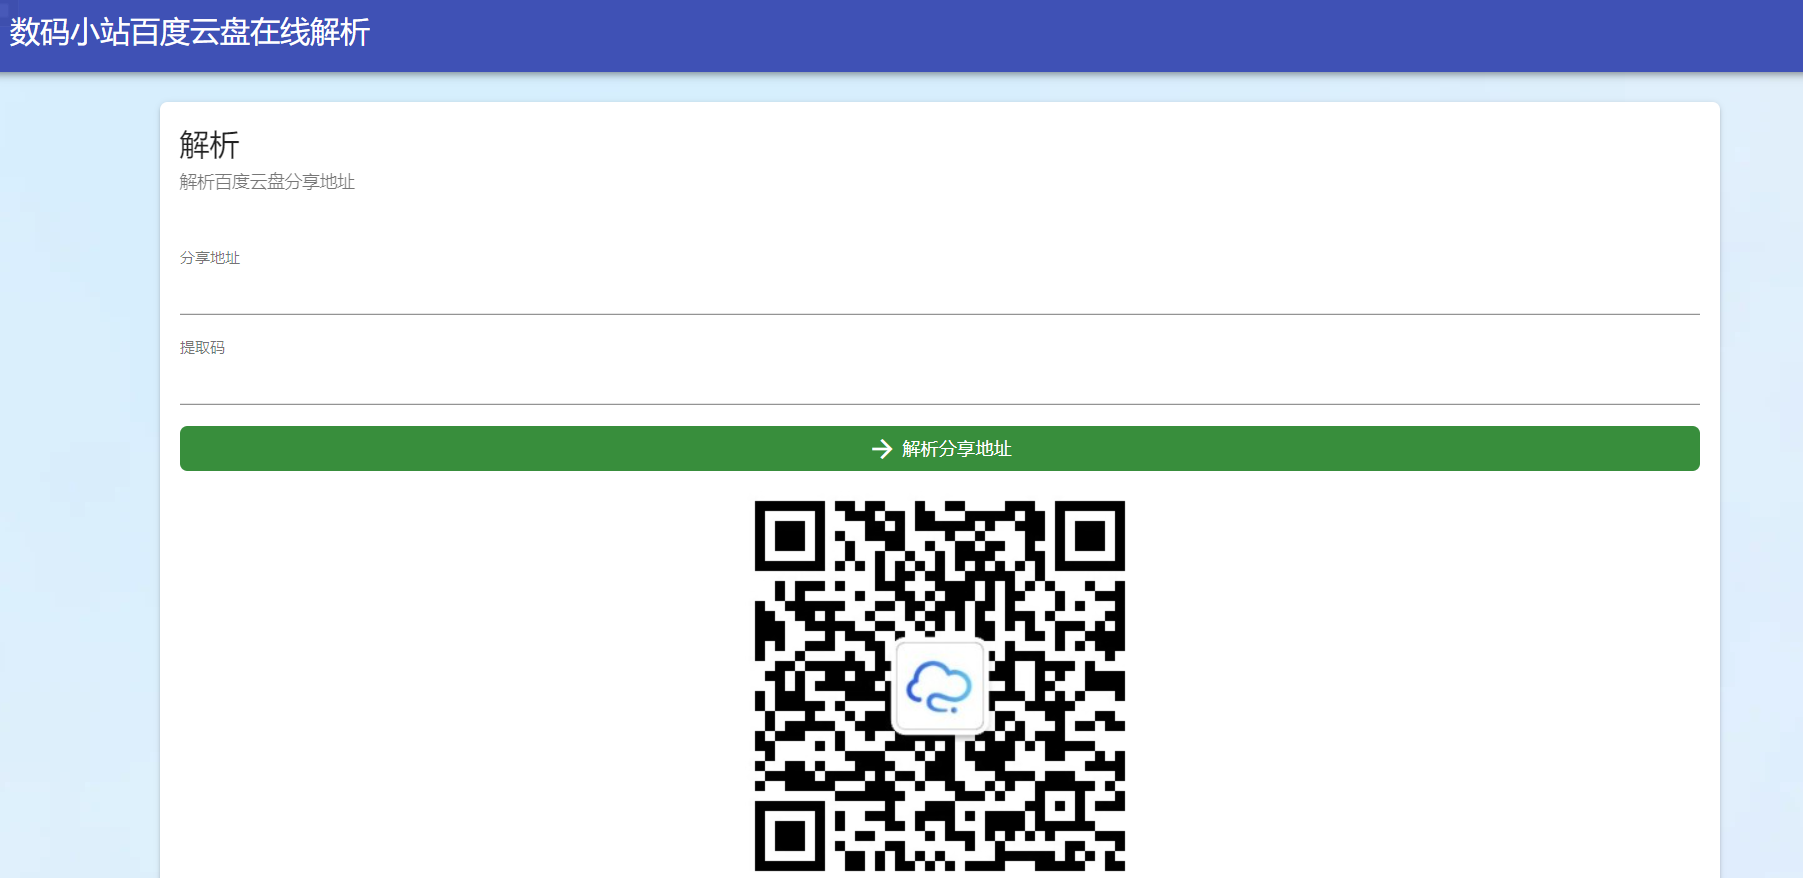 数码小站百度云盘在线解析
解析
解析百度云盘分享地址
分享地址
提取码
解析分享地址